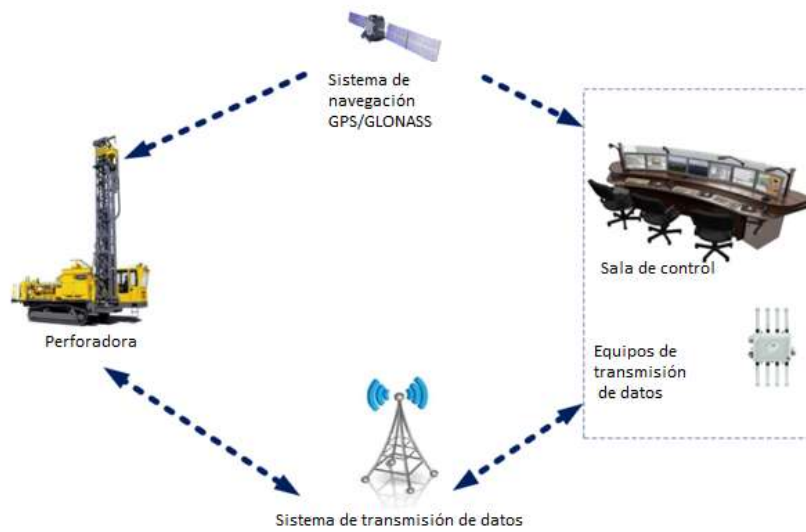 Sistema de
navegación
GPS/GLONASS
Sala de control
Perforadora
Equipos de
transmisión
de datos
Sistema de transmisión de datos